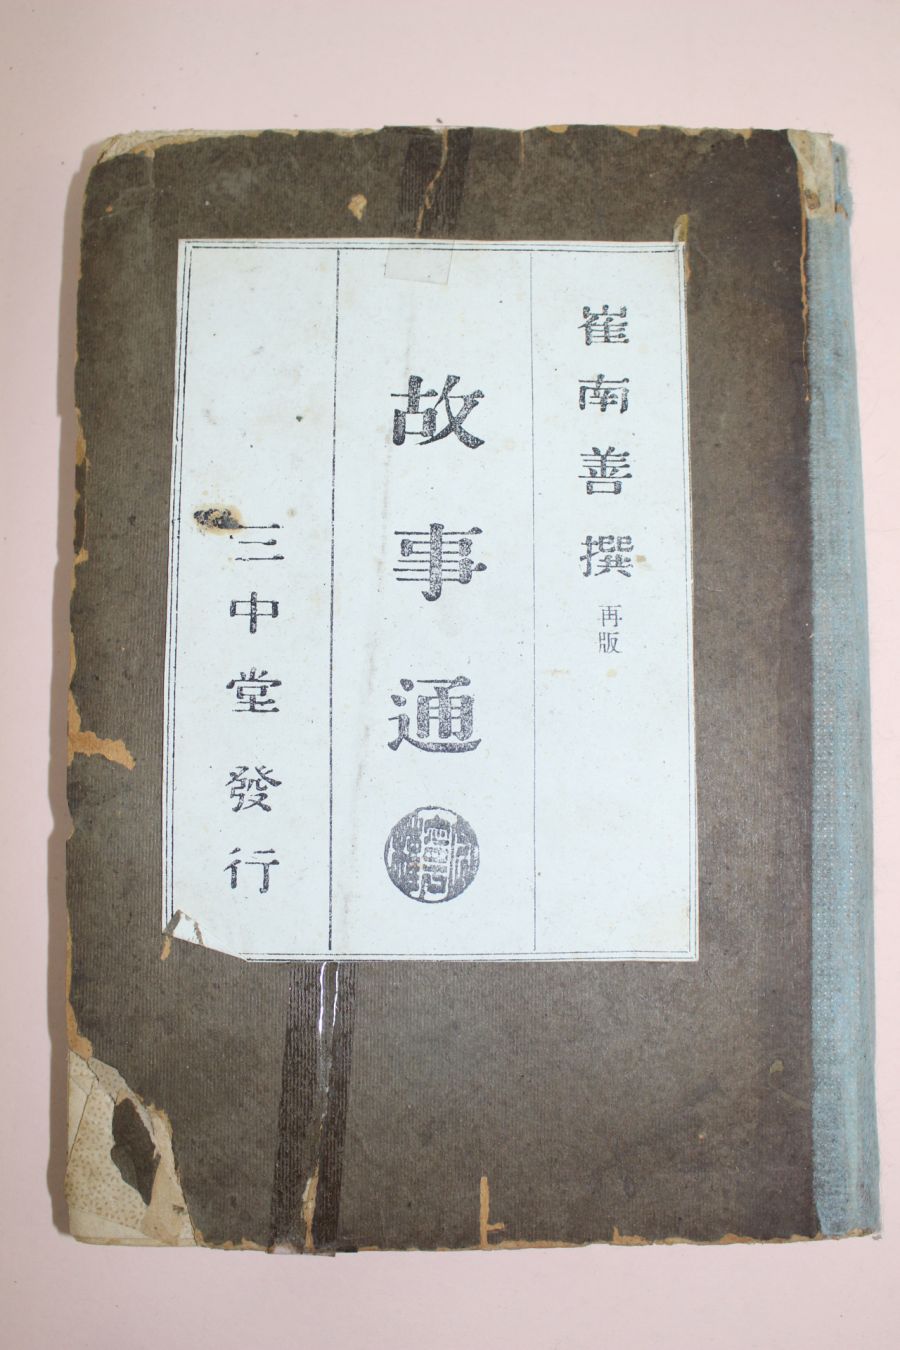 崔南善撰 再版
故事通
三中堂發行